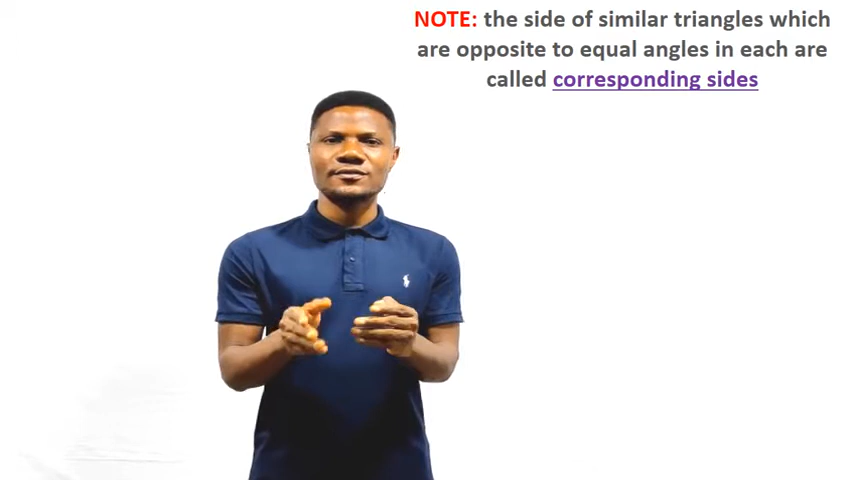 NOTE: the side of similar triangles which
are opposite to equal angles in each are
called corresponding sides